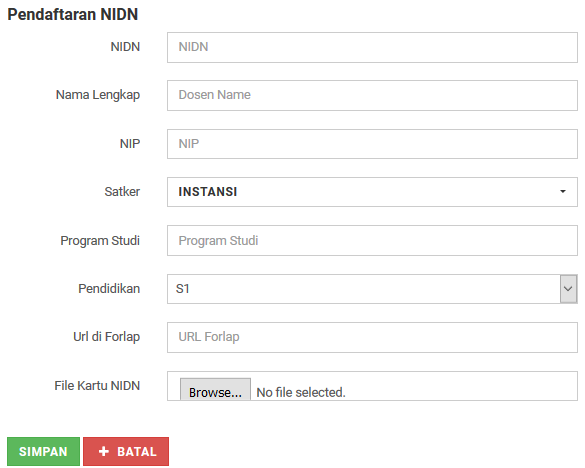 Pendaftaran NIDN
NIDN NIDN
Nama Lengkap Dosen Name
NIP NIP
Satker INSTANSI
Program Studi Program Studi
Pendidikan S1
Url di Forlap URL Forlap
File Kartu NIDN Browse... No file selected.
SIMPAN + BATAL